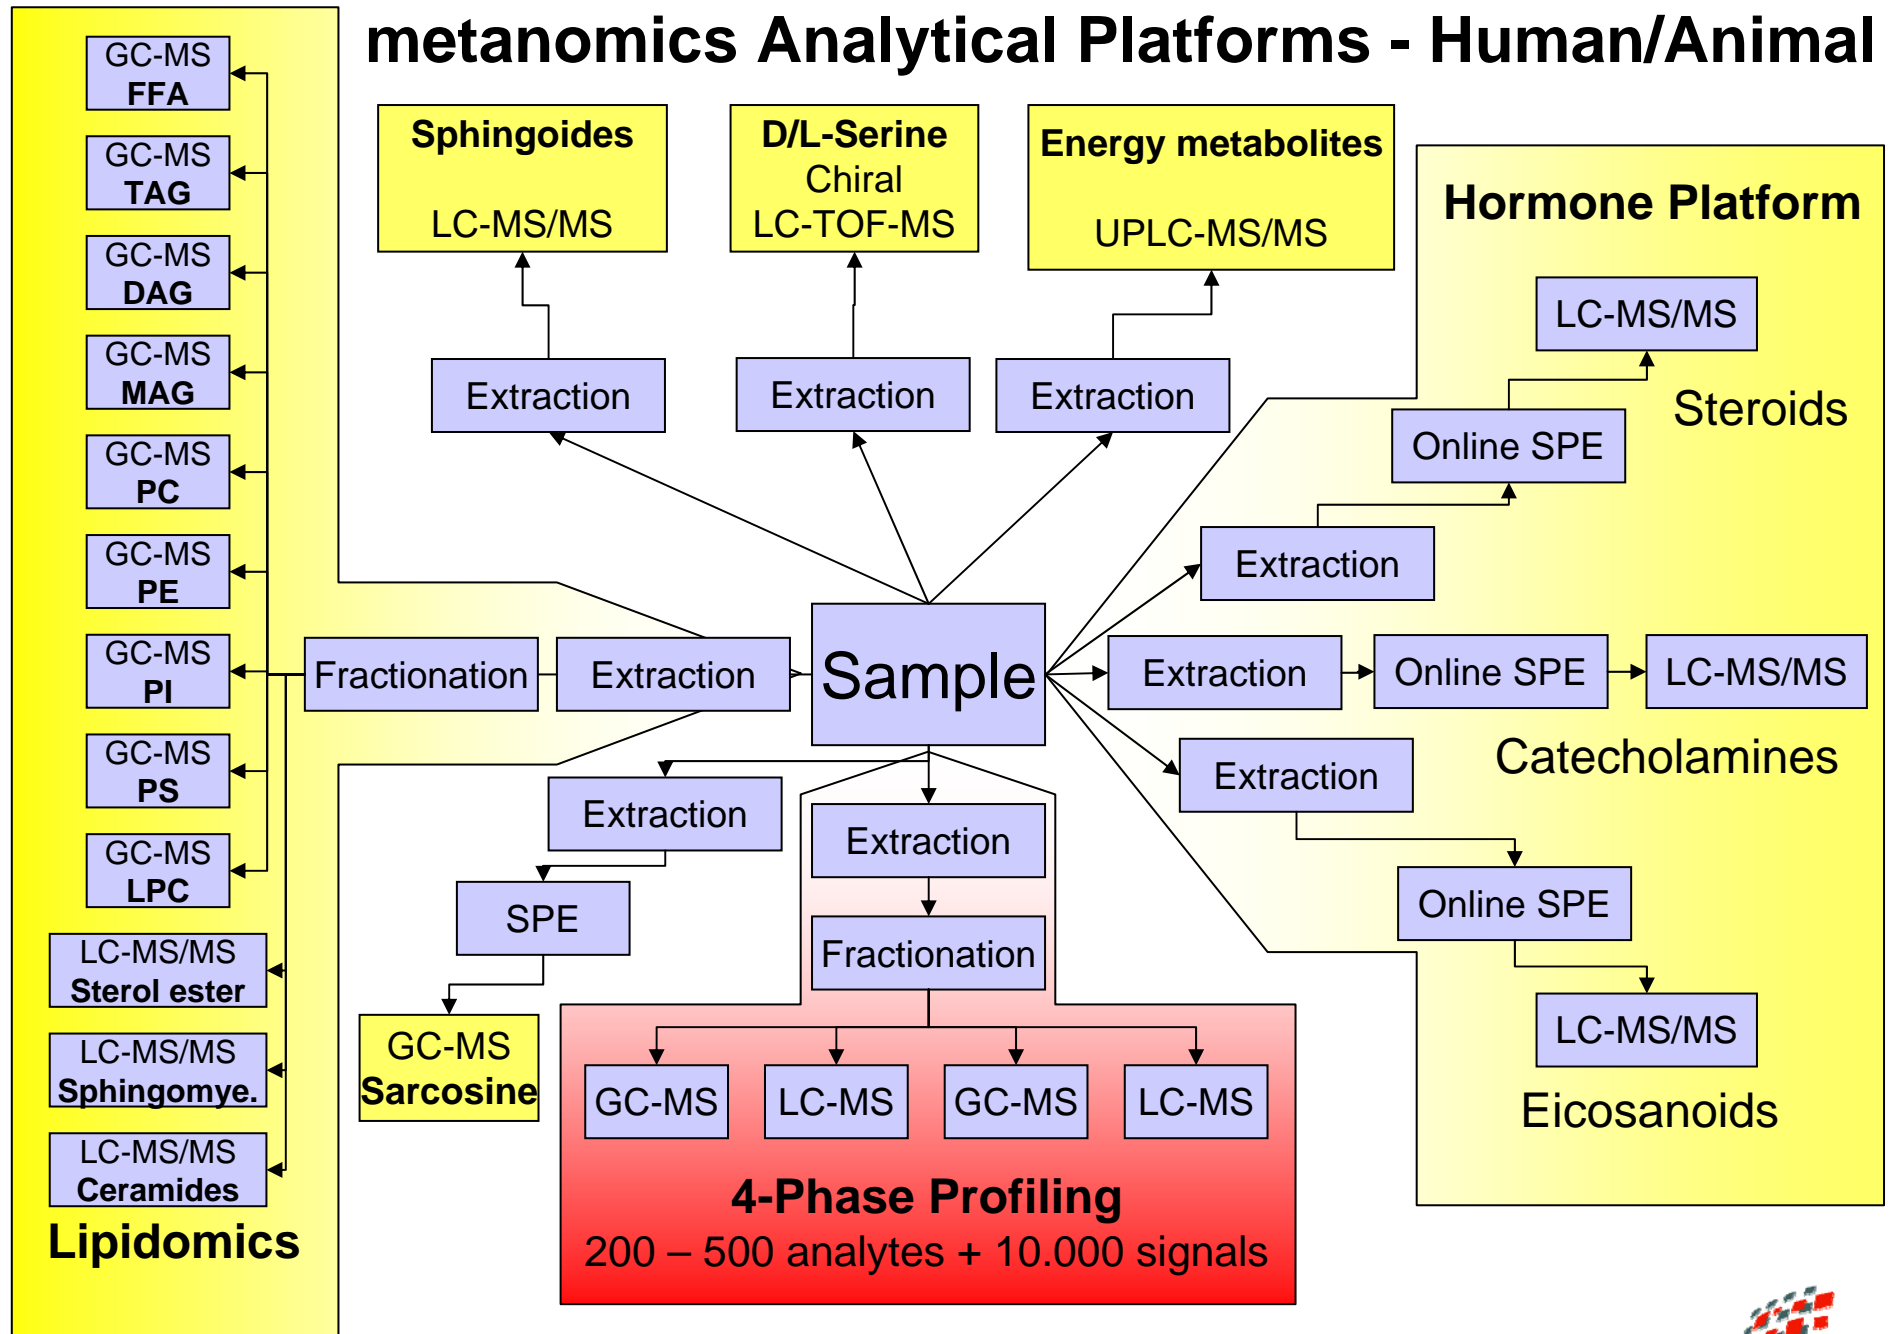 metanomics Analytical Platforms - Human/Animal
GC-MS
FFA
GC-MS
TAG
GC-MS
DAG
GC-MS
MAG
GC-MS
PC
GC-MS
PE
GC-MS
PI
GC-MS
PS
GC-MS
LPC
LC-MS/MS
Sterol ester
LC-MS/MS
Sphingomye.
LC-MS/MS
Ceramides
Lipidomics
Fractionation
Extraction
Sample
Sphingoides
LC-MS/MS
Extraction
D/L-Serine
Chiral
LC-TOF-MS
Extraction
Energy metabolites
UPLC-MS/MS
Extraction
Hormone Platform
LC-MS/MS
Steroids
Online SPE
Extraction
Extraction
Online SPE
LC-MS/MS
Catecholamines
Extraction
Online SPE
LC-MS/MS
Eicosanoids
Extraction
SPE
GC-MS
Sarcosine
Extraction
Fractionation
GC-MS
LC-MS
GC-MS
LC-MS
4-Phase Profiling
200 – 500 analytes + 10.000 signals